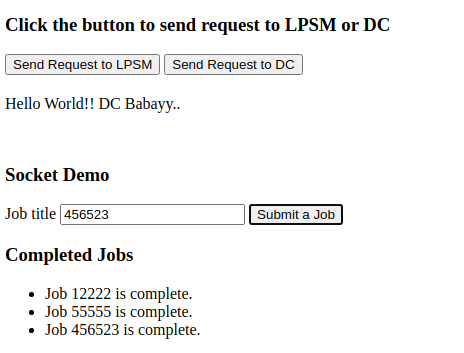 Click the button to send request to LPSM or DC
Send Request to LPSM Send Request to DC
Hello World!! DC Babayy..
Socket Demo
Job title 456523 Submit a Job
Completed Jobs
Job 12222 is complete.
Job 55555 is complete.
Job 456523 is complete.